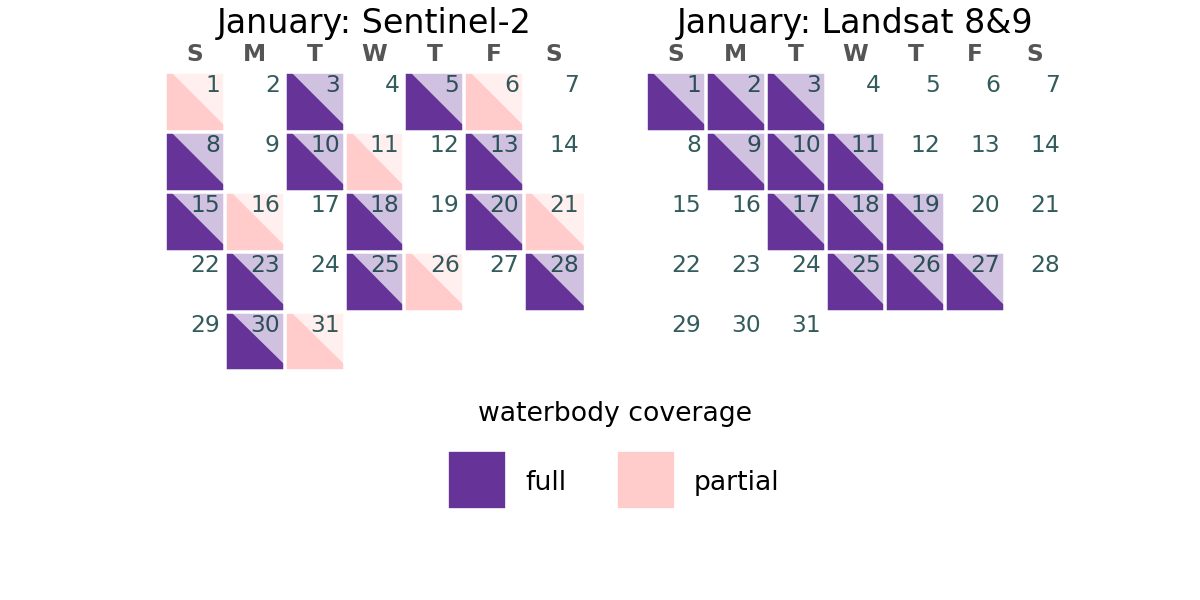 January: Sentinel-2
S M T W T F S
1 2 3 4 5 6 7
8 9 10 11 12 13 14
15 16 17 18 19 20 21
22 23 24 25 26 27 28
29 30 31
January: Landsat 8&9
S M T W T F S
1 2 3 4 5 6 7
8 9 10 11 12 13 14
15 16 17 18 19 20 21
22 23 24 25 26 27 28
29 30 31
waterbody coverage
full
partial